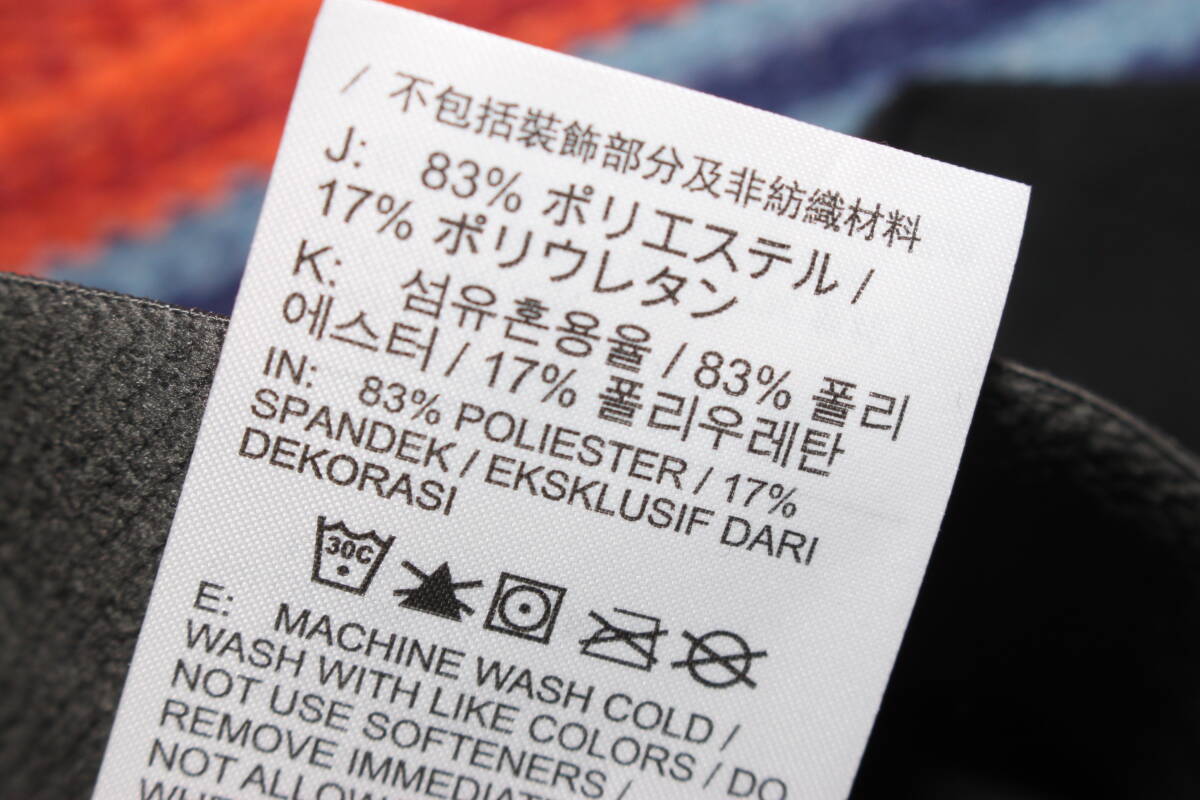 / 不包括裝飾部分及非紡織材料
J: 83% ポリエステル /
17% ポリウレタン
K: 섬유혼용율 / 83% 폴리
에스터 / 17% 폴리우레탄
IN: 83% POLIESTER / 17%
SPANDEK / EKSKLUSIF DARI
DEKORASI
30C
E: MACHINE WASH COLD /
WASH WITH LIKE COLORS / DO
NOT USE SOFTENERS /
REMOVE
NOT